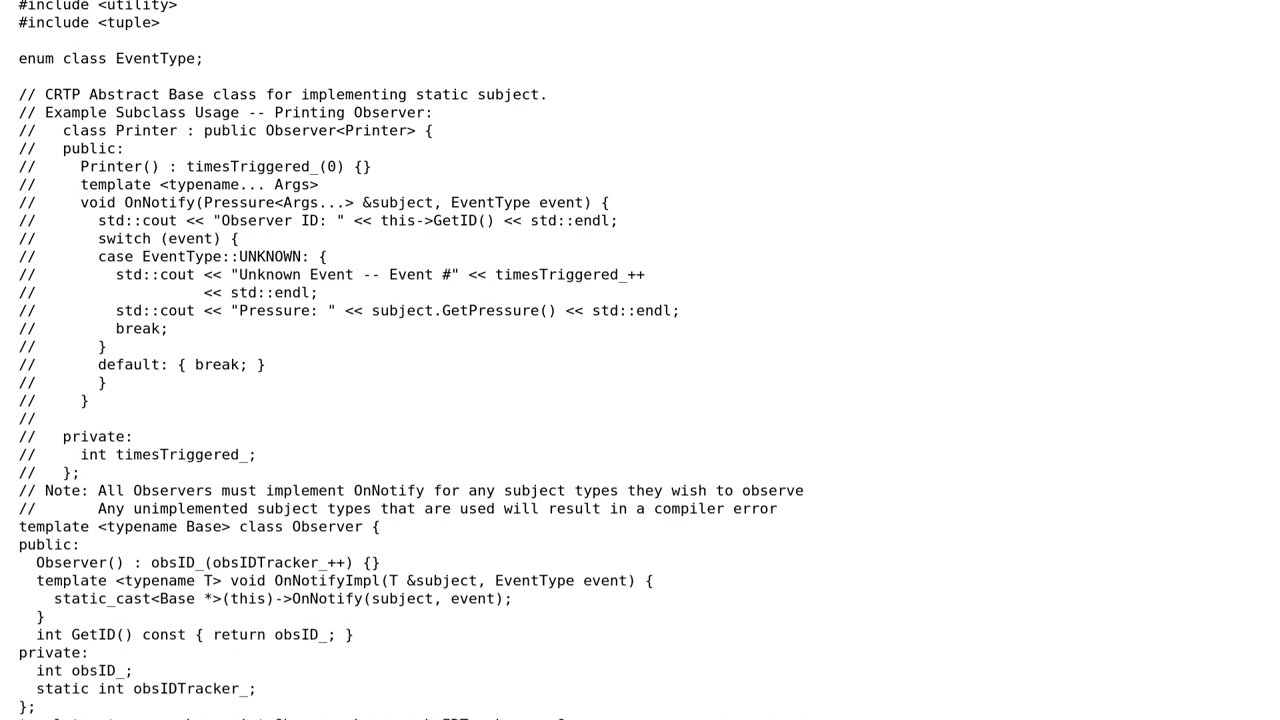 #include <utility>
#include <tuple>
enum class EventType;
// CRTP Abstract Base class for implementing static subject.
// Example Subclass Usage -- Printing Observer:
//   class Printer : public Observer<Printer> {
//   public:
//     Printer() : timesTriggered_(0) {}
//     template <typename... Args>
//     void OnNotify(Pressure<Args...> &subject, EventType event) {
//       std::cout << "Observer ID: " << this->GetID() << std::endl;
//       switch (event) {
//       case EventType::UNKNOWN: {
//         std::cout << "Unknown Event -- Event #" << timesTriggered_++
//                   << std::endl;
//         std::cout << "Pressure: " << subject.GetPressure() << std::endl;
//         break;
//       }
//       default: { break; }
//       }
//     }
//
//   private:
//     int timesTriggered_;
//   };
// Note: All Observers must implement OnNotify for any subject types they wish to observe
//       Any unimplemented subject types that are used will result in a compiler error
template <typename Base> class Observer {
public:
  Observer() : obsID_(obsIDTracker_++) {}
  template <typename T> void OnNotifyImpl(T &subject, EventType event) {
    static_cast<Base *>(this)->OnNotify(subject, event);
  }
  int GetID() const { return obsID_; }
private:
  int obsID_;
  static int obsIDTracker_;
};